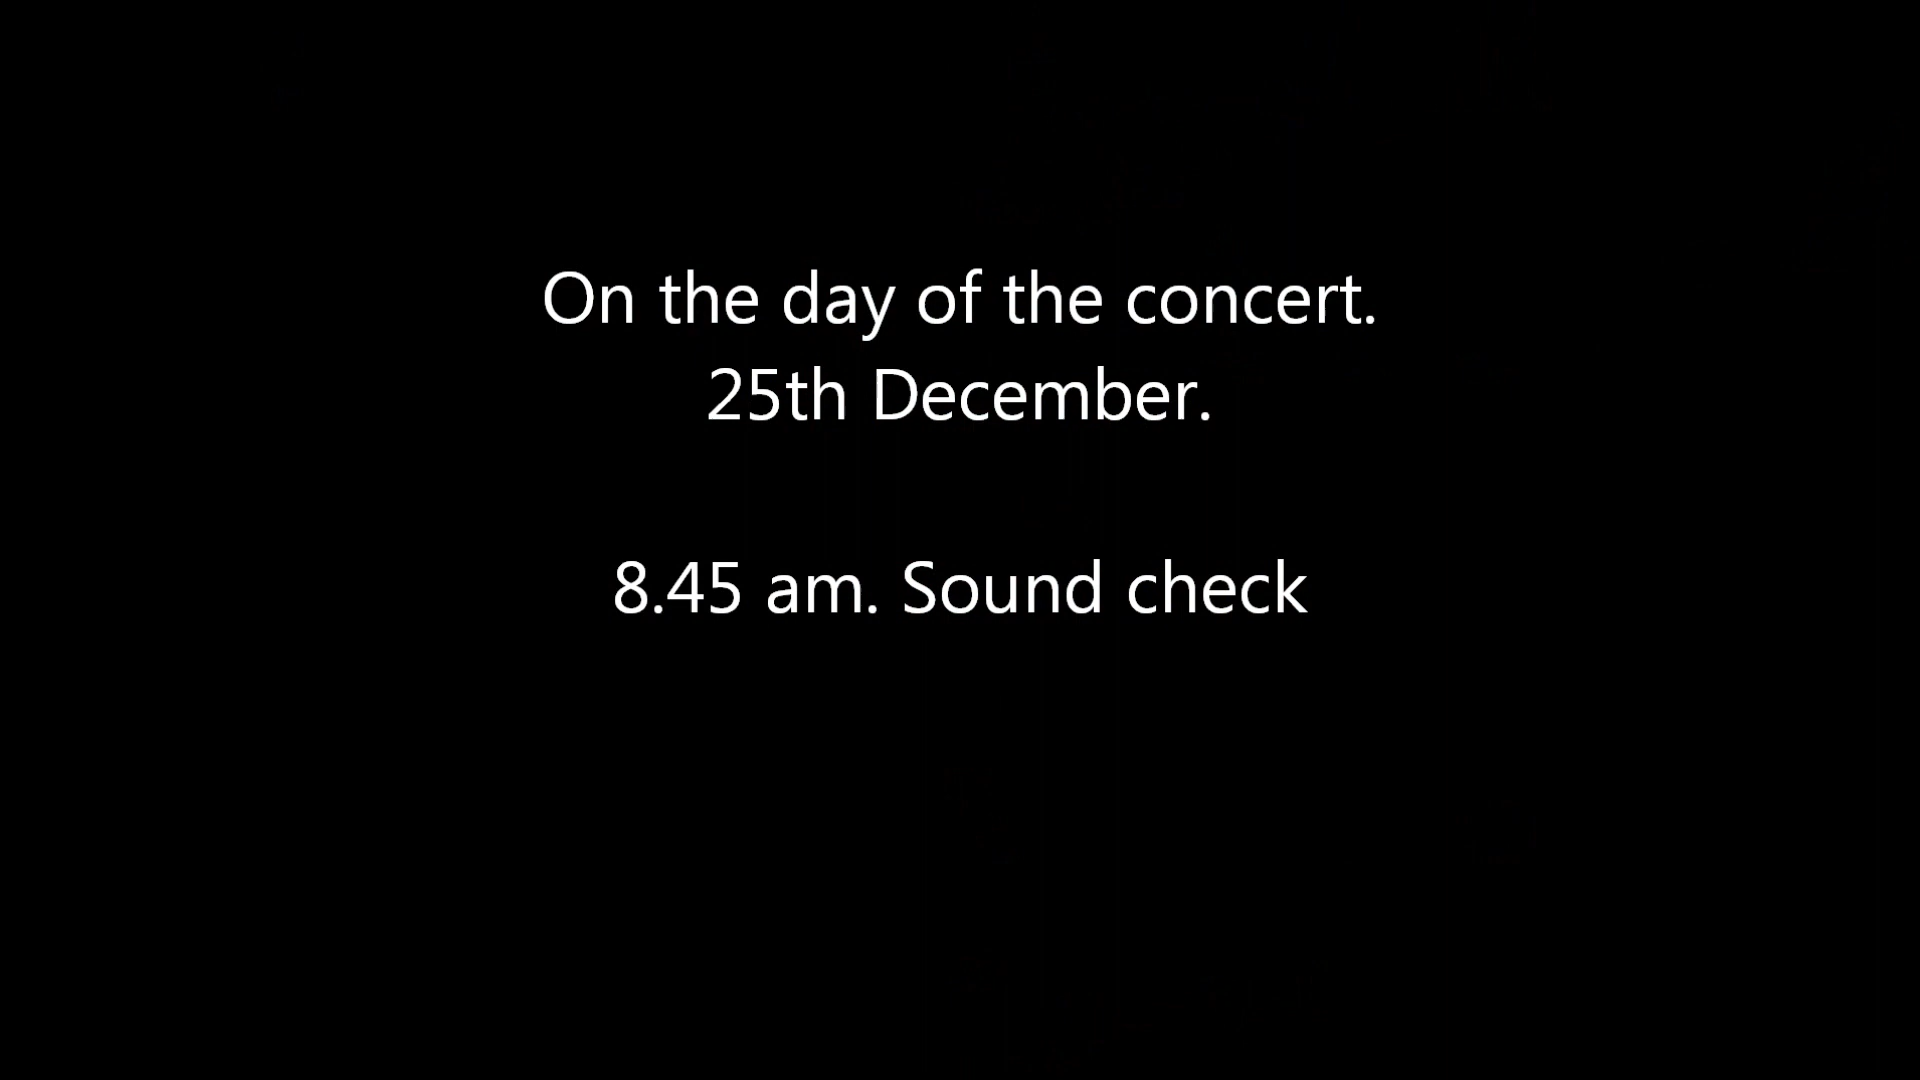 On the day of the concert.
25th December.
8.45 am. Sound check